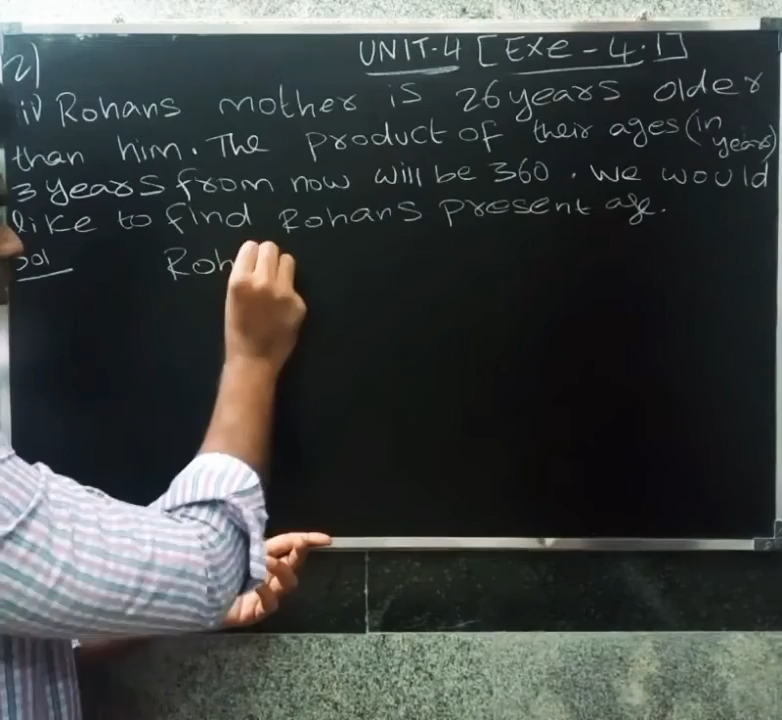 2)
UNIT-4 [Exe-4.1]
ii) Rohans mother is 26 years older
than him. The product of their ages (in years)
3 years from now will be 360. We would
like to find Rohans present age.
sol
Roh